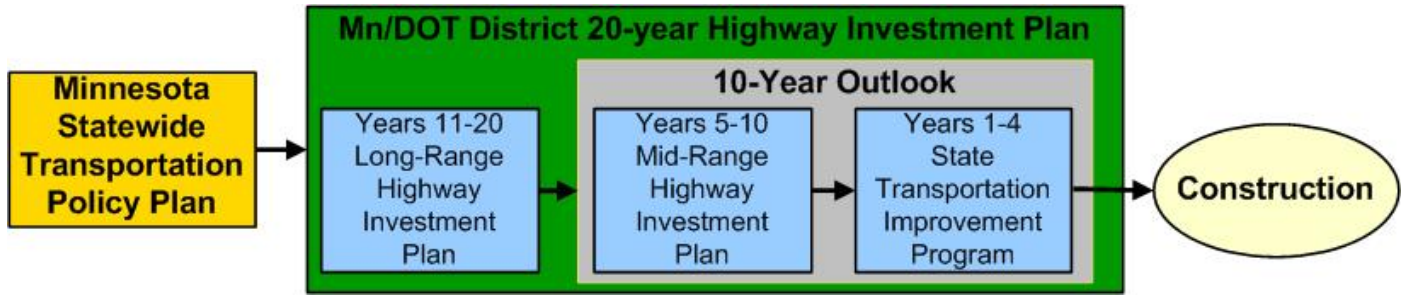 Mn/DOT District 20-year Highway Investment Plan
Minnesota
Statewide
Transportation
Policy Plan
10-Year Outlook
Years 11-20
Long-Range
Highway
Investment
Plan
Years 5-10
Mid-Range
Highway
Investment
Plan
Years 1-4
State
Transportation
Improvement
Program
Construction